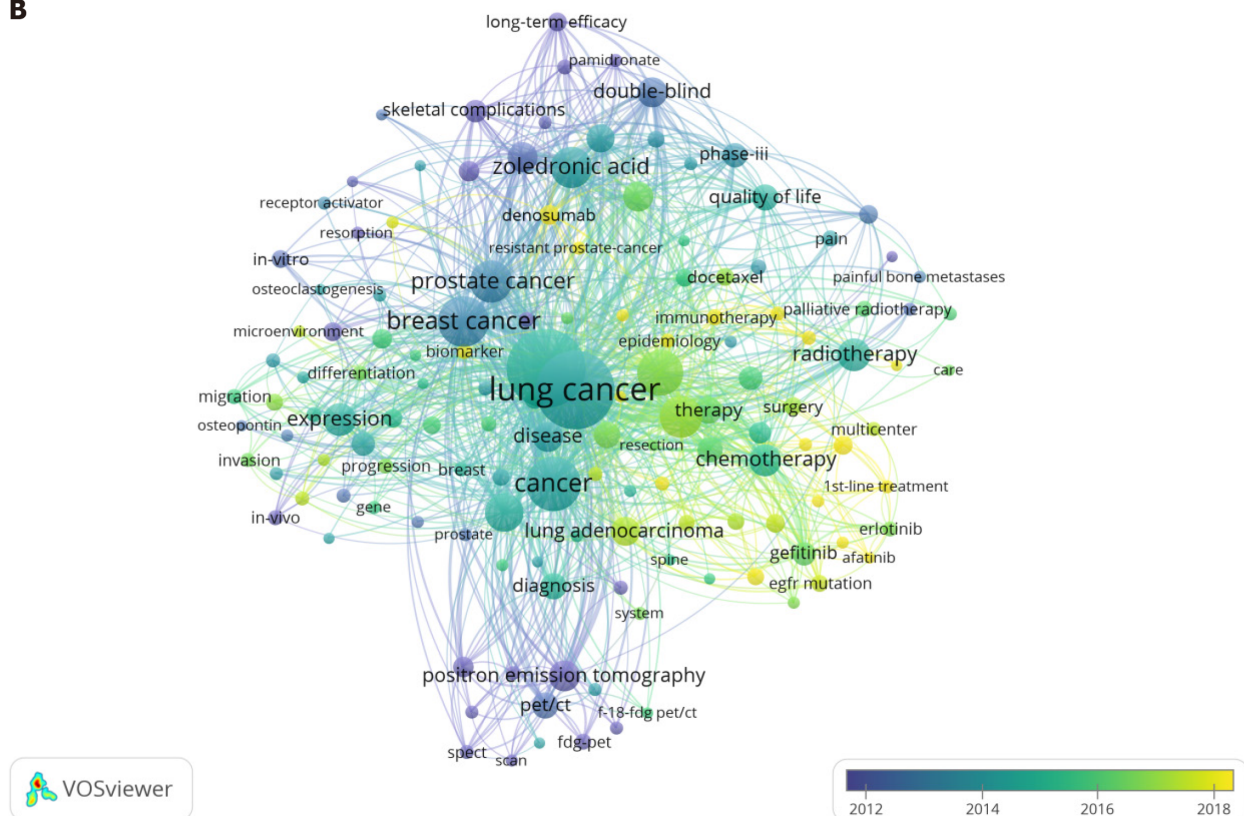 B
long-term efficacy
pamidronate
double-blind
skeletal complications
phase-iii
zoledronic acid
quality of life
receptor activator
denosumab
resorption
pain
resistant prostate-cancer
in-vitro
docetaxel
painful bone metastases
prostate cancer
osteoclastogenesis
palliative radiotherapy
immunotherapy
breast cancer
microenvironment
epidemiology
biomarker
radiotherapy
differentiation
care
lung cancer
migration
therapy
surgery
expression
osteopontin
multicenter
disease
resection
invasion
chemotherapy
progression
breast
cancer
1st-line treatment
gene
in-vivo
erlotinib
lung adenocarcinoma
prostate
gefitinib
afatinib
spine
egfr mutation
diagnosis
system
positron emission tomography
pet/ct
f-18-fdg pet/ct
fdg-pet
spect
scan
VOSviewer
2012
2014
2016
2018